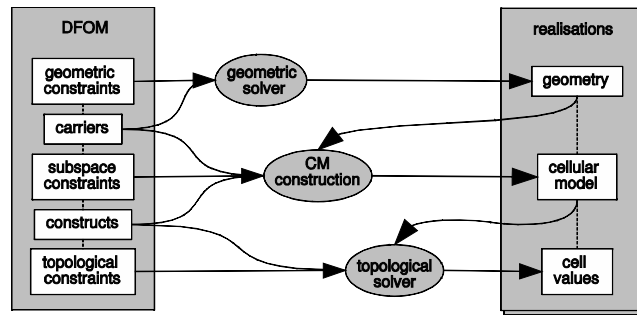 DFOM
geometric
constraints
carriers
subspace
constraints
constructs
topological
constraints
geometric
solver
CM
construction
topological
solver
realisations
geometry
cellular
model
cell
values